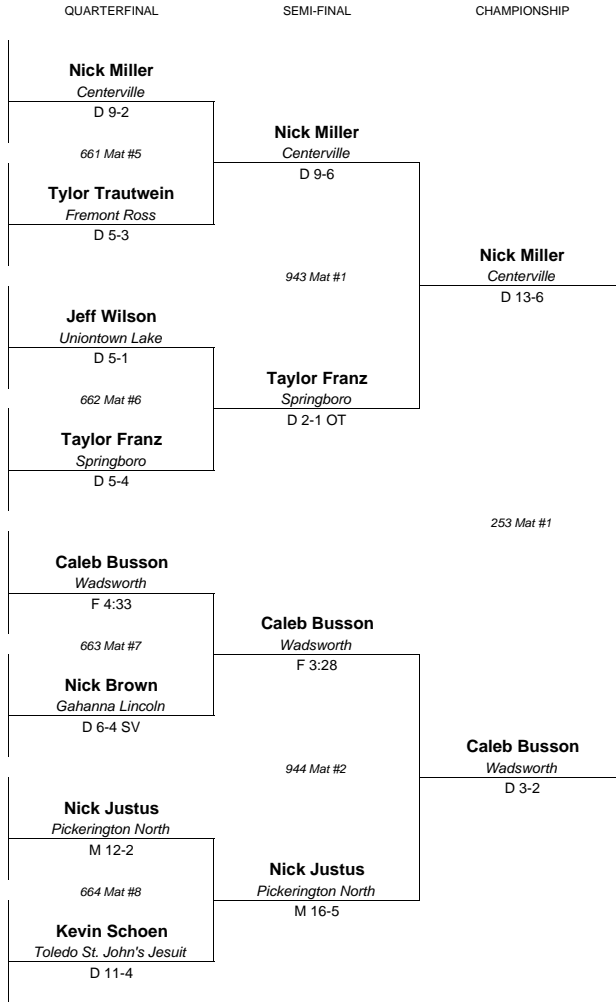 QUARTERFINAL
SEMI-FINAL
CHAMPIONSHIP
Nick Miller
Centerville
D 9-2
661 Mat #5
Tylor Trautwein
Fremont Ross
D 5-3
Jeff Wilson
Uniontown Lake
D 5-1
662 Mat #6
Taylor Franz
Springboro
D 5-4
Caleb Busson
Wadsworth
F 4:33
663 Mat #7
Nick Brown
Gahanna Lincoln
D 6-4 SV
Nick Justus
Pickerington North
M 12-2
664 Mat #8
Kevin Schoen
Toledo St. John's Jesuit
D 11-4
Nick Miller
Centerville
D 9-6
943 Mat #1
Taylor Franz
Springboro
D 2-1 OT
Caleb Busson
Wadsworth
F 3:28
944 Mat #2
Nick Justus
Pickerington North
M 16-5
Nick Miller
Centerville
D 13-6
253 Mat #1
Caleb Busson
Wadsworth
D 3-2